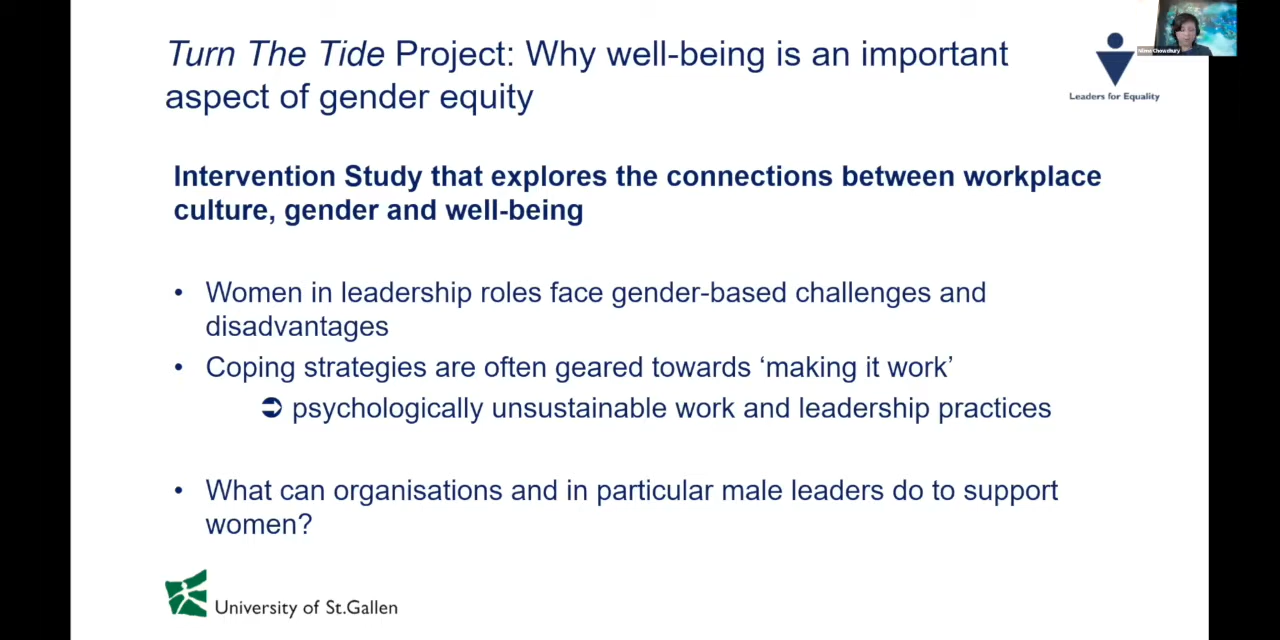 Turn The Tide Project: Why well-being is an important
aspect of gender equity
Leaders for Equality
Intervention Study that explores the connections between workplace
culture, gender and well-being
• Women in leadership roles face gender-based challenges and
disadvantages
• Coping strategies are often geared towards ‘making it work’
➲ psychologically unsustainable work and leadership practices
• What can organisations and in particular male leaders do to support
women?
University of St.Gallen
Chowdhury